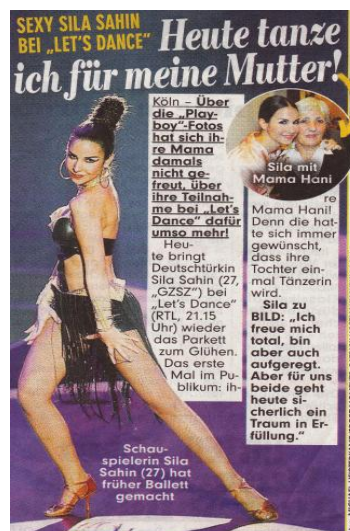 SEXY SILA SAHIN
BEI „LET'S DANCE"
Heute tanze
ich für meine Mutter!
Köln – Über
die „Play-
boy"-Fotos
hat sich ih-
re Mama
damals
nicht ge-
freut, über
ihre Teilnah-
me bei „Let's
Dance" dafür
umso mehr!
Heu-
te bringt
Deutschtürkin
Sila Sahin (27,
„GZSZ") bei
„Let's Dance"
(RTL, 21.15
Uhr) wieder
das Parkett
zum Glühen.
Das erste
Mal im Pu-
blikum: ih-
Sila mit
Mama Hani
re
Mama Hani!
Denn die hat-
te sich immer
gewünscht,
dass ihre
Tochter ein-
mal Tänzerin
wird.
Sila zu
BILD: „Ich
freue mich
total, bin
aber auch
aufgeregt.
Aber für uns
beide geht
heute si-
cherlich ein
Traum in Er-
füllung."
Schau-
spielerin Sila
Sahin (27) hat
früher Ballett
gemacht